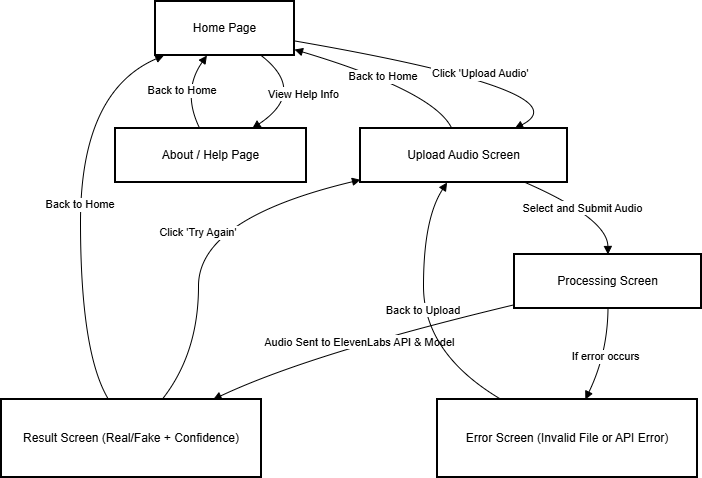 Home Page
Click 'Upload Audio'
Back to Home
Back to Home
View Help Info
About / Help Page
Upload Audio Screen
Back to Home
Select and Submit Audio
Click 'Try Again'
Processing Screen
Back to Upload
Audio Sent to ElevenLabs API & Model
If error occurs
Result Screen (Real/Fake + Confidence)
Error Screen (Invalid File or API Error)